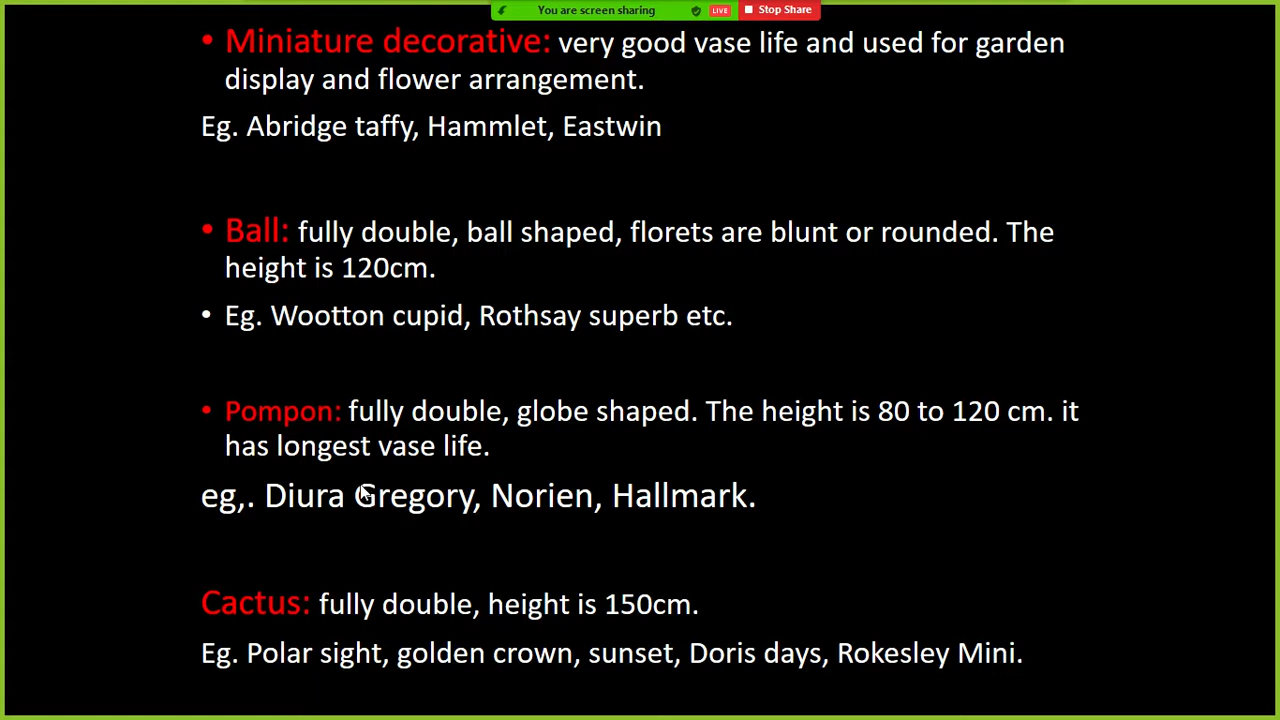 You are screen sharing LIVE Stop Share
• Miniature decorative: very good vase life and used for garden
display and flower arrangement.
Eg. Abridge taffy, Hammlet, Eastwin
• Ball: fully double, ball shaped, florets are blunt or rounded. The
height is 120cm.
• Eg. Wootton cupid, Rothsay superb etc.
• Pompon: fully double, globe shaped. The height is 80 to 120 cm. it
has longest vase life.
eg,. Diura Gregory, Norien, Hallmark.
Cactus: fully double, height is 150cm.
Eg. Polar sight, golden crown, sunset, Doris days, Rokesley Mini.